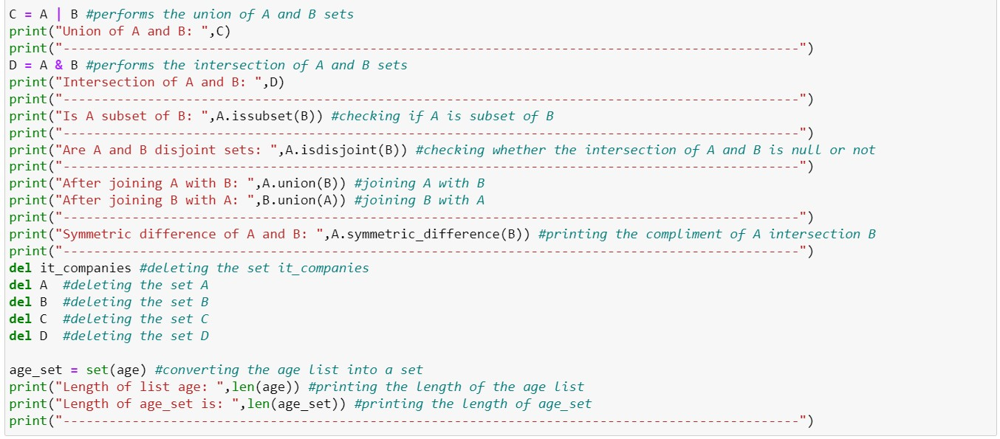 C = A | B #performs the union of A and B sets
print("Union of A and B: ",C)
print("------------------------------------------------------------------------------------------------")
D = A & B #performs the intersection of A and B sets
print("Intersection of A and B: ",D)
print("------------------------------------------------------------------------------------------------")
print("Is A subset of B: ",A.issubset(B)) #checking if A is subset of B
print("------------------------------------------------------------------------------------------------")
print("Are A and B disjoint sets: ",A.isdisjoint(B)) #checking whether the intersection of A and B is null or not
print("------------------------------------------------------------------------------------------------")
print("After joining A with B: ",A.union(B)) #joining A with B
print("After joining B with A: ",B.union(A)) #joining B with A
print("------------------------------------------------------------------------------------------------")
print("Symmetric difference of A and B: ",A.symmetric_difference(B)) #printing the compliment of A intersection B
print("------------------------------------------------------------------------------------------------")
del it_companies #deleting the set it_companies
del A  #deleting the set A
del B  #deleting the set B
del C  #deleting the set C
del D  #deleting the set D

age_set = set(age) #converting the age list into a set
print("Length of list age: ",len(age)) #printing the length of the age list
print("Length of age_set is: ",len(age_set)) #printing the length of age_set
print("------------------------------------------------------------------------------------------------")